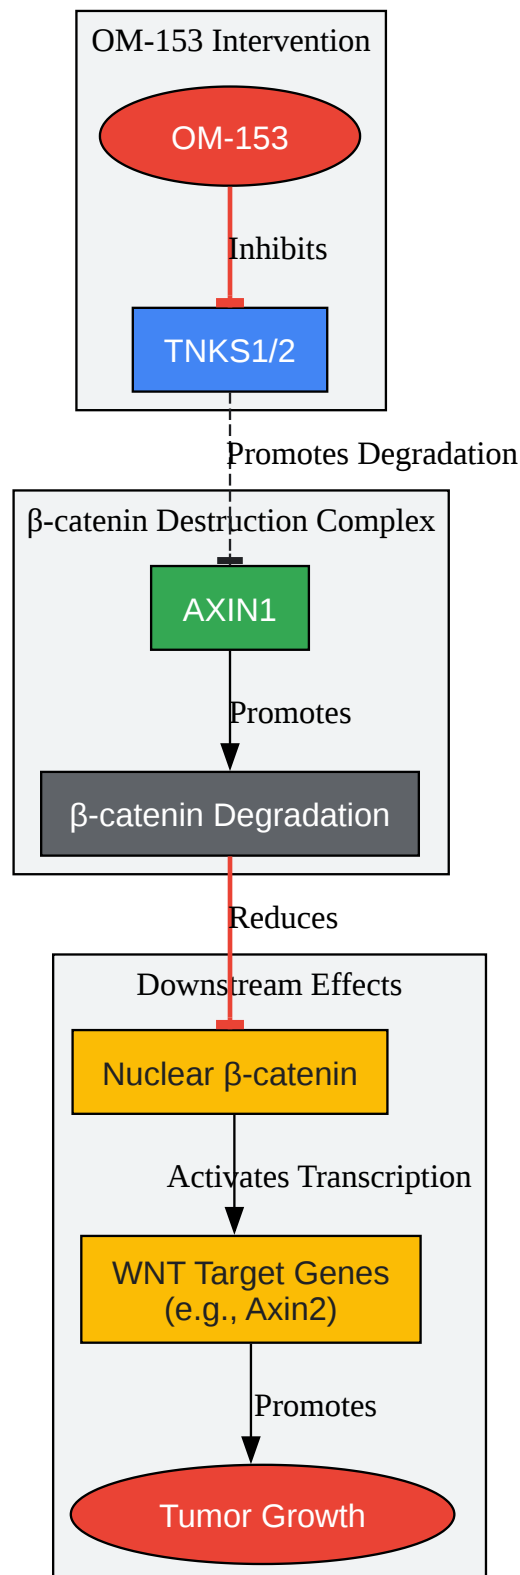 OM-153 Intervention
OM-153
Inhibits
TNKS1/2
Promotes Degradation
β-catenin Destruction Complex
AXIN1
Promotes
β-catenin Degradation
Reduces
Downstream Effects
Nuclear β-catenin
Activates Transcription
WNT Target Genes
(e.g., Axin2)
Promotes
Tumor Growth